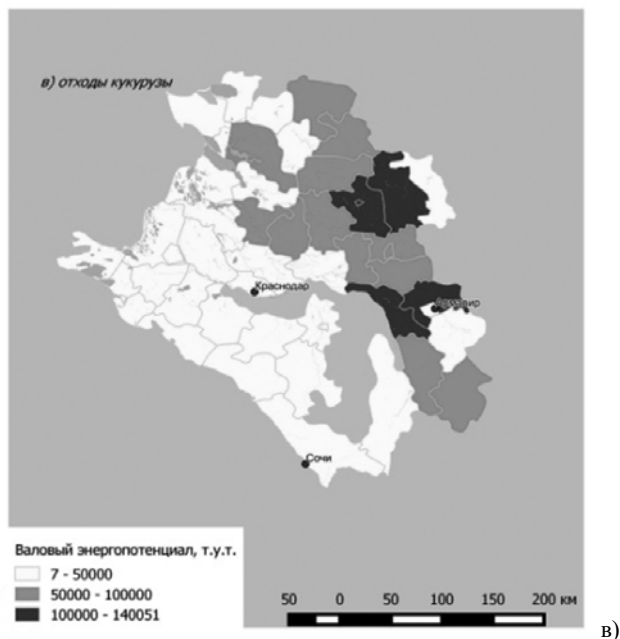 в) отходы кукурузы
Краснодар
Армавир
Сочи
Валовый энергопотенциал, т.у.т.
7 - 50000
50000 - 100000
100000 - 140051
50 0 50 100 150 200 км
в)